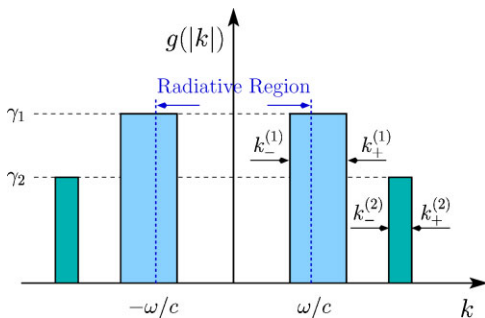 g(|k|)
Radiative Region
γ₁
k₋⁽¹⁾ k₊⁽¹⁾
γ₂
k₋⁽²⁾ k₊⁽²⁾
−ω/c ω/c k